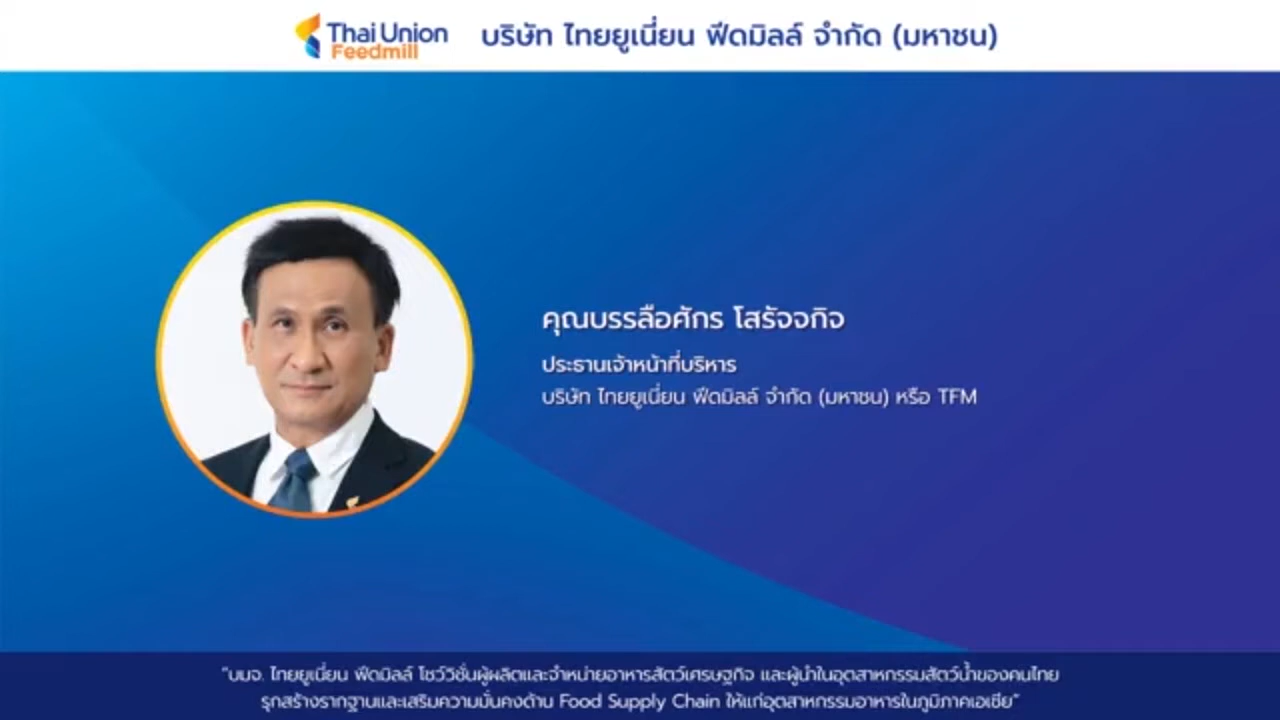 Thai Union
Feedmill
บริษัท ไทยยูเนี่ยน ฟีดมิลล์ จำกัด (มหาชน)
คุณบรรลือศักร โสรัจจกิจ
ประธานเจ้าหน้าที่บริหาร
บริษัท ไทยยูเนี่ยน ฟีดมิลล์ จำกัด (มหาชน) หรือ TFM
"บมจ. ไทยยูเนี่ยน ฟีดมิลล์ โชว์วิชั่นผู้ผลิตและจำหน่ายอาหารสัตว์เศรษฐกิจ และผู้นำในอุตสาหกรรมสัตว์น้ำของคนไทย
รุกสร้างรากฐานและเสริมความมั่นคงด้าน Food Supply Chain ให้แก่อุตสาหกรรมอาหารในภูมิภาคเอเชีย"